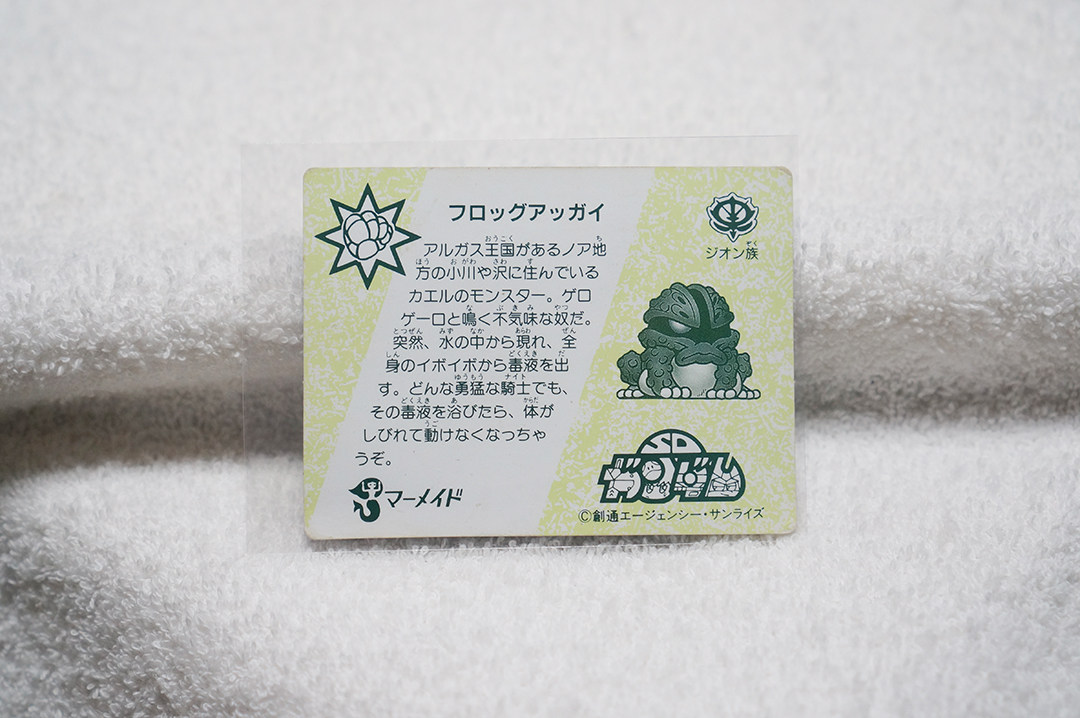 フロッグアッガイ
アルガス王国があるノア地
方の小川や沢に住んでいる
カエルのモンスター。ゲロ
ゲーロと鳴く不気味な奴だ。
突然、水の中から現れ、全
身のイボイボから毒液を出
す。どんな勇猛な騎士でも、
その毒液を浴びたら、体が
しびれて動けなくなっちゃ
うぞ。
マーメイド
ジオン族
SD
ガンダム
©創通エージェンシー・サンライズ